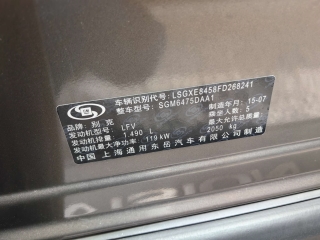 车辆识别代号: LSGXE8458FD268241
整车型号: SGM6475DAA1
品牌: 别克 制造年月: 15-07
发动机型号: LFV 乘坐人数: 5
发动机排量: 1.490 L 最大允许总质量: 2050 kg
发动机最大净功率: 119 kW
中国上海通用东岳汽车有限公司制造